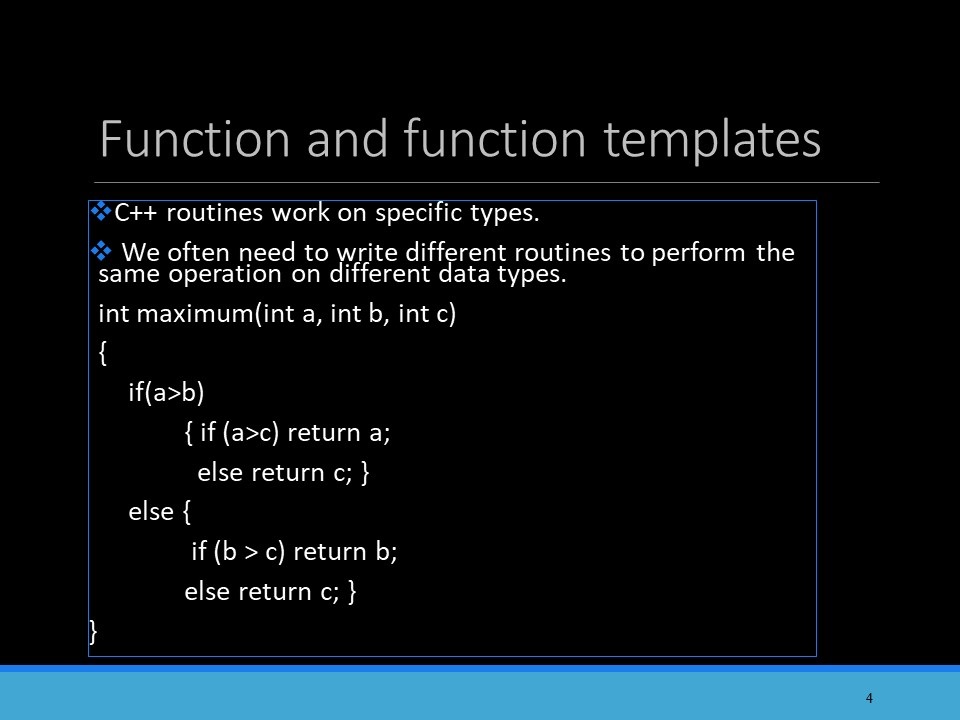 Function and function templates
C++ routines work on specific types.
We often need to write different routines to perform the
same operation on different data types.
int maximum(int a, int b, int c)
{
if(a>b)
{ if (a>c) return a;
else return c; }
else {
if (b > c) return b;
else return c; }
}
4